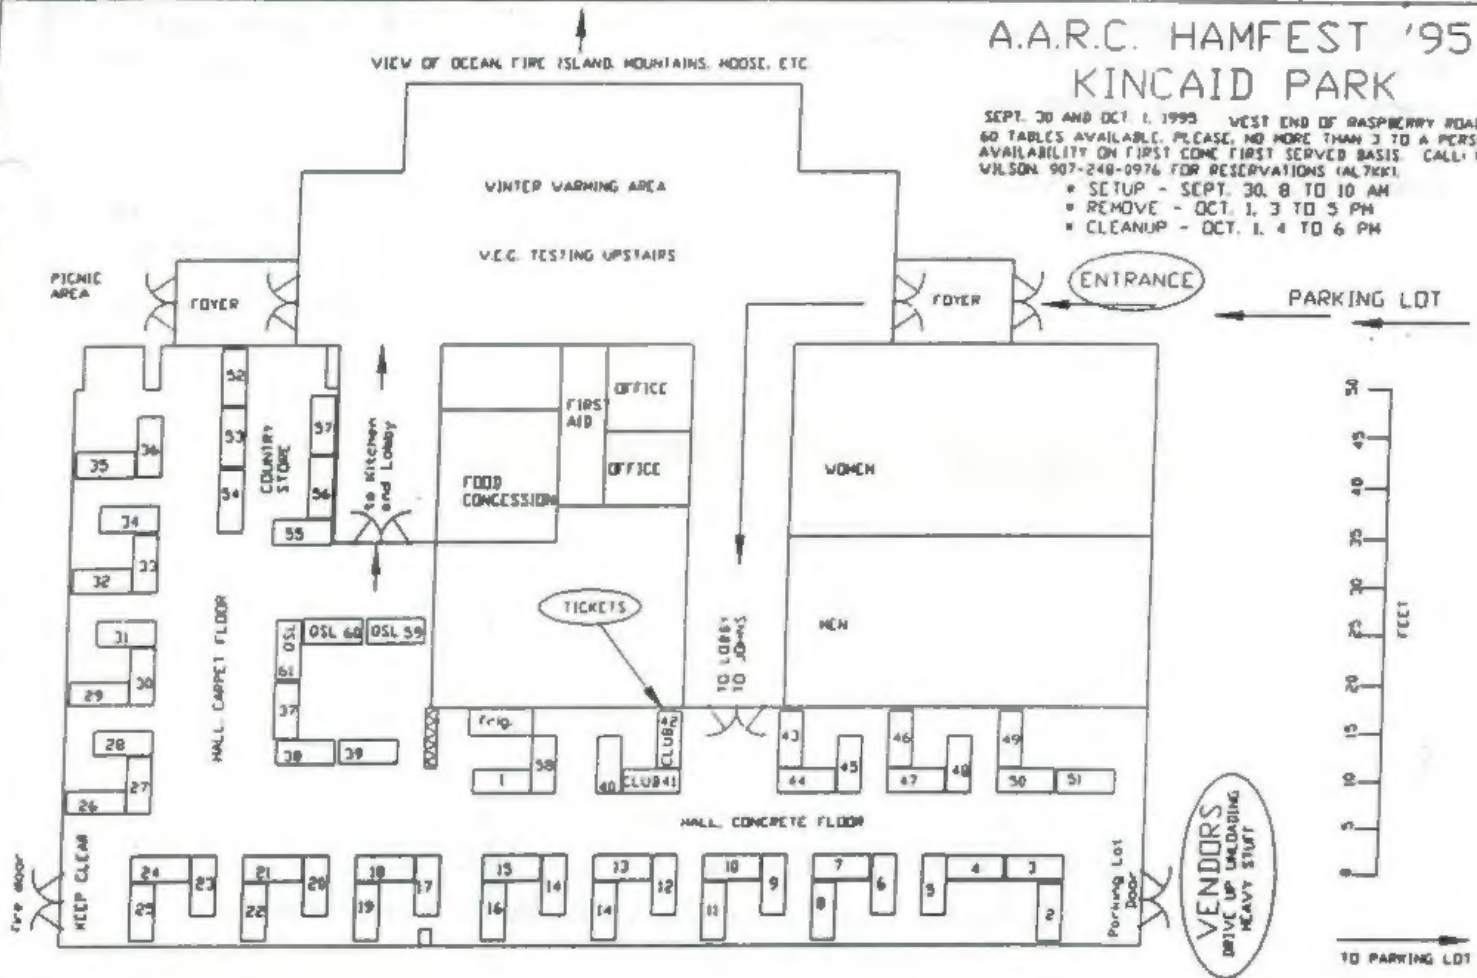 A.A.R.C. HAMFEST '95
KINCAID PARK
SEPT. 30 AND OCT. 1, 1995 WEST END OF RASPBERRY ROAD
60 TABLES AVAILABLE. PLEASE, NO MORE THAN 3 TO A PERS
AVAILABILITY ON FIRST COME FIRST SERVED BASIS. CALL:
WILSON, 907-248-0976 FOR RESERVATIONS (AL7KK).
* SETUP - SEPT. 30, 8 TO 10 AM
* REMOVE - OCT. 1, 3 TO 5 PM
* CLEANUP - OCT. 1, 4 TO 6 PM
VIEW OF OCEAN, FIRE ISLAND, MOUNTAINS, MOOSE, ETC
WINTER WARMING AREA
V.E.C. TESTING UPSTAIRS
PICNIC
AREA
FOYER
FOYER
ENTRANCE
PARKING LOT
52
53
54
COUNTRY
STORE
57
56
55
to Kitchen
and Lobby
FOOD
CONCESSION
FIRST
AID
OFFICE
OFFICE
WOMEN
MEN
36
35
34
33
32
31
30
29
28
27
26
HALL CARPET FLOOR
QSL 61
QSL 60
QSL 59
37
38
39
TICKETS
TO LOBBY
TO JOHNS
Frig.
1
58
40
CLUB 41
CLUB 42
43
44
45
46
47
48
49
50
51
HALL, CONCRETE FLOOR
Fire door
KEEP CLEAR
24
23
25
21
20
22
18
17
19
15
14
16
13
12
14
10
9
11
7
6
8
5
4
3
2
Parking Lot
Door
VENDORS
DRIVE UP UNLOADING
HEAVY STUFF
TO PARKING LOT
50
45
40
35
30
25
20
15
10
5
0
FEET